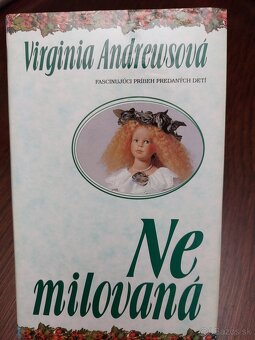 Virginia Andrewsová
FASCINUJÚCI PRÍBEH PREDANÝCH DETÍ
Ne
milovaná